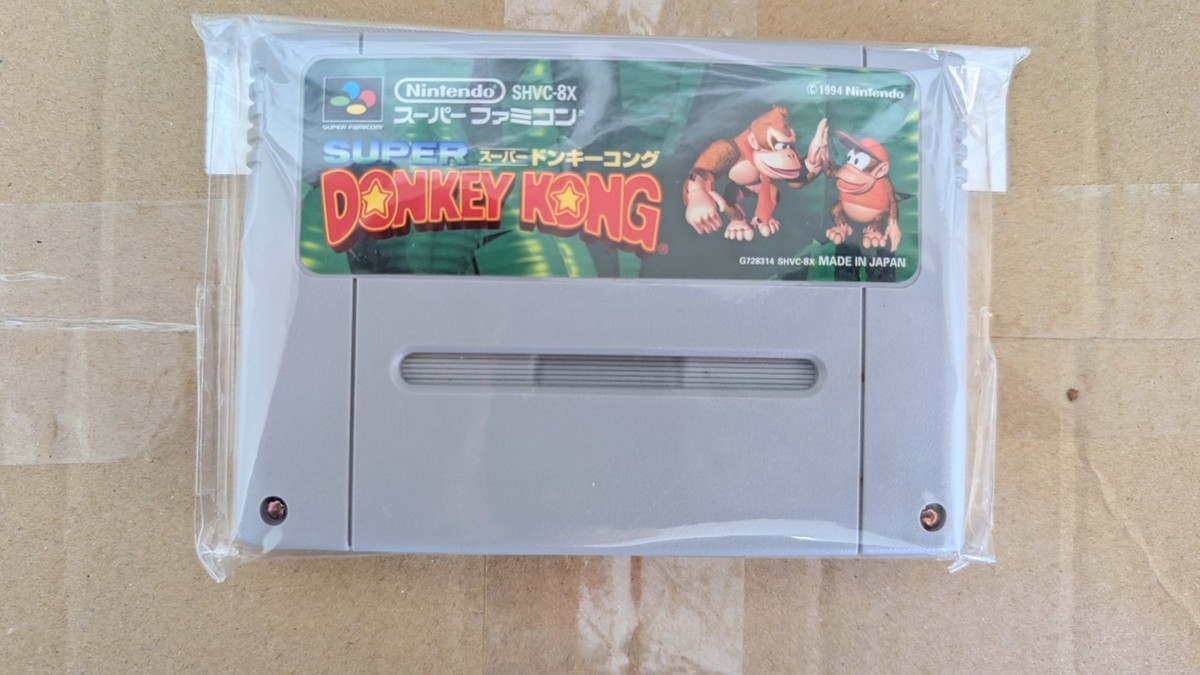 SUPER FAMICOM
Nintendo SHVC-8X
スーパーファミコン
©1994 Nintendo
SUPER スーパードンキーコング
DONKEY KONG®
G728314 SHVC-8X MADE IN JAPAN